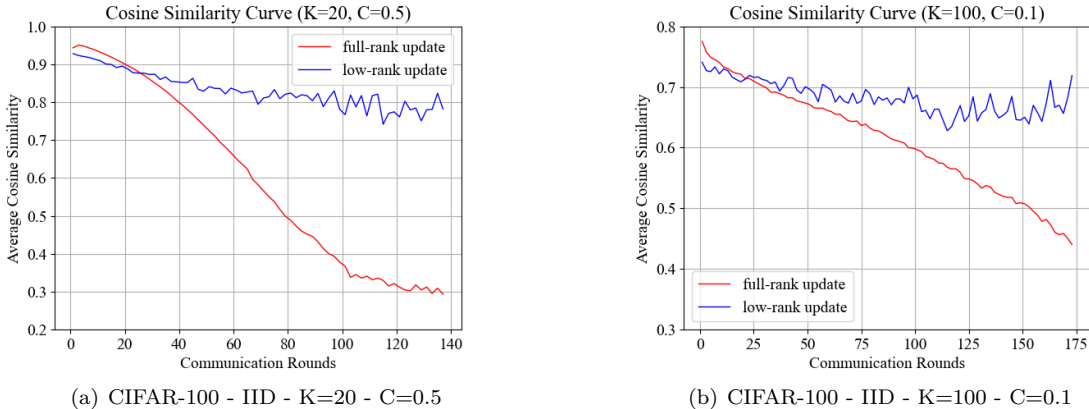 Cosine Similarity Curve (K=20, C=0.5)
1.0
0.9
0.8
0.7
0.6
0.5
0.4
0.3
0.2
Average Cosine Similarity
full-rank update
low-rank update
0
20
40
60
80
100
120
140
Communication Rounds
(a) CIFAR-100 - IID - K=20 - C=0.5
Cosine Similarity Curve (K=100, C=0.1)
0.8
0.7
0.6
0.5
0.4
0.3
Average Cosine Similarity
full-rank update
low-rank update
0
25
50
75
100
125
150
175
Communication Rounds
(b) CIFAR-100 - IID - K=100 - C=0.1